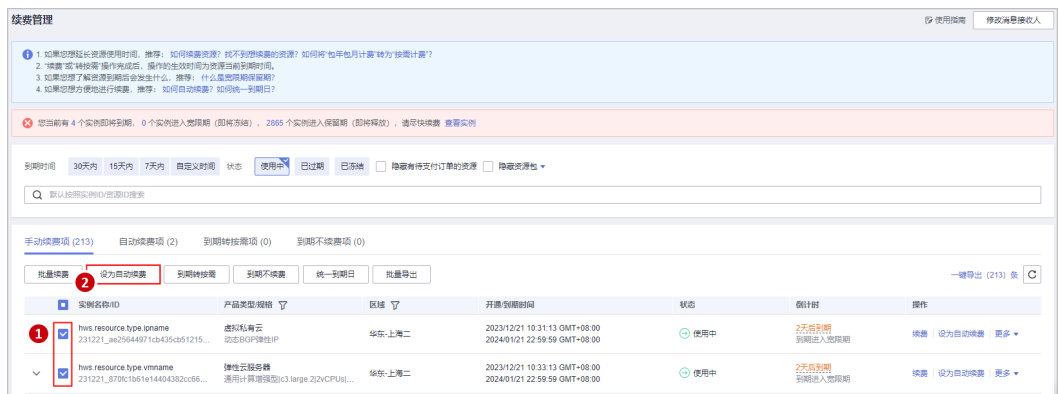 续费管理
使用指南 修改消息接收人
1. 如果您想延长资源使用时间，推荐： 如何续费资源? 找不到想续费的资源? 如何将“包年包月计费”转为“按需计费”?
2. “续费”或“转按需”操作完成后，操作的生效时间为资源当前到期时间。
3. 如果您想了解资源到期后会发生什么，推荐： 什么是宽限期保留期?
4. 如果您想方便地进行续费，推荐： 如何自动续费? 如何统一到期日?
您当前有 4 个实例即将到期， 0 个实例进入宽限期（即将冻结）， 2865 个实例进入保留期（即将释放），请尽快续费 查看实例
到期时间 30天内 15天内 7天内 自定义时间 状态 使用中 已过期 已冻结 隐藏有待支付订单的资源 隐藏资源包
默认按照实例ID/资源ID搜索
手动续费项 (213) 自动续费项 (2) 到期转按需项 (0) 到期不续费项 (0)
批量续费 设为自动续费 到期转按需 到期不续费 统一到期日 批量导出 一键导出 (213) 条
2
实例名称/ID 产品类型/规格 区域 开通/到期时间 状态 倒计时 操作
1
hws.resource.type.ipname 虚拟私有云 华东-上海二 2023/12/21 10:31:13 GMT+08:00 使用中 2天后到期 续费 设为自动续费 更多
231221_ae25644971cb435cb51215... 动态BGP弹性IP 2024/01/21 22:59:59 GMT+08:00 到期进入宽限期
hws.resource.type.vmname 弹性云服务器 华东-上海二 2023/12/21 10:33:13 GMT+08:00 使用中 2天后到期 续费 设为自动续费 更多
231221_870fc1b61e14404382cc66... 通用计算增强型|c3.large.2|2vCPUs|... 2024/01/21 22:59:59 GMT+08:00 到期进入宽限期